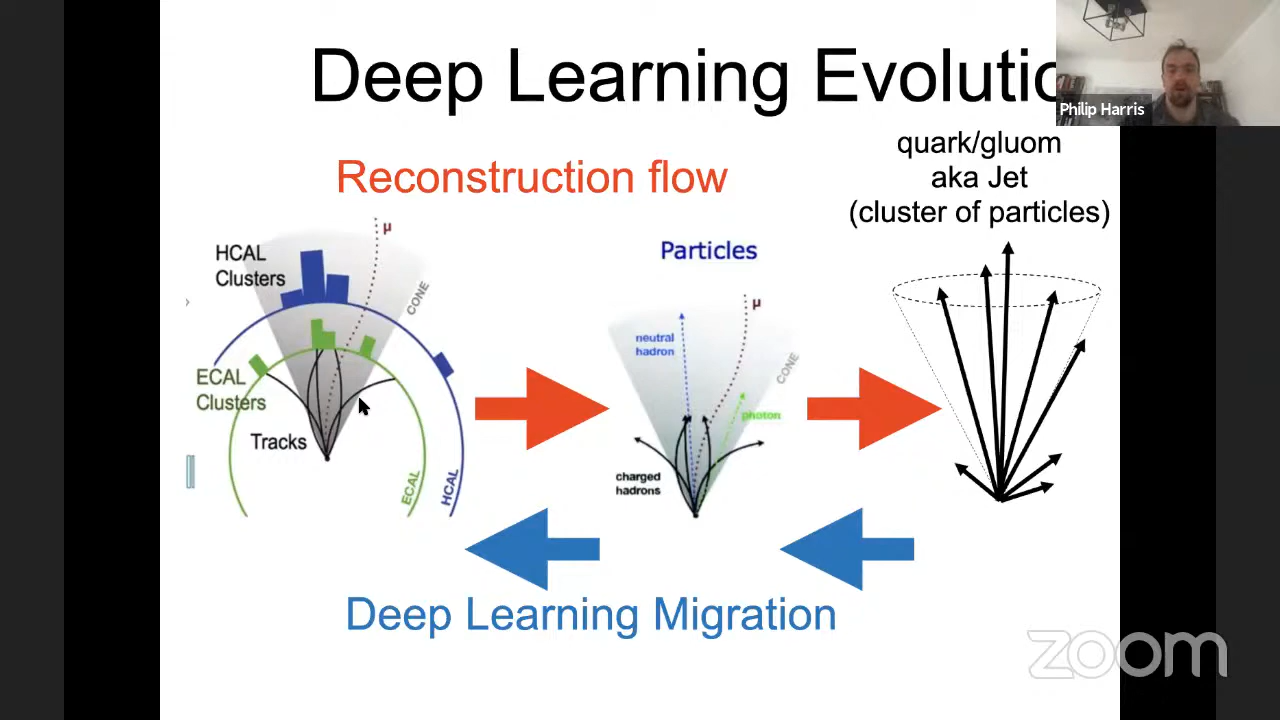 Deep Learning Evolutio
Philip Harris
Reconstruction flow
quark/gluom
aka Jet
(cluster of particles)
HCAL
Clusters
μ
CONE
ECAL
Clusters
Tracks
ECAL
HCAL
Particles
μ
neutral
hadron
CONE
photon
charged
hadrons
Deep Learning Migration
zoom